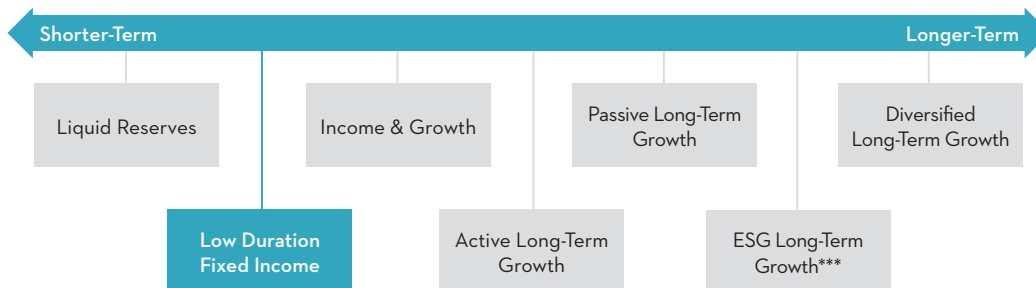 Shorter-Term
Longer-Term
Liquid Reserves
Income & Growth
Passive Long-Term
Growth
Diversified
Long-Term Growth
Low Duration
Fixed Income
Active Long-Term
Growth
ESG Long-Term
Growth***